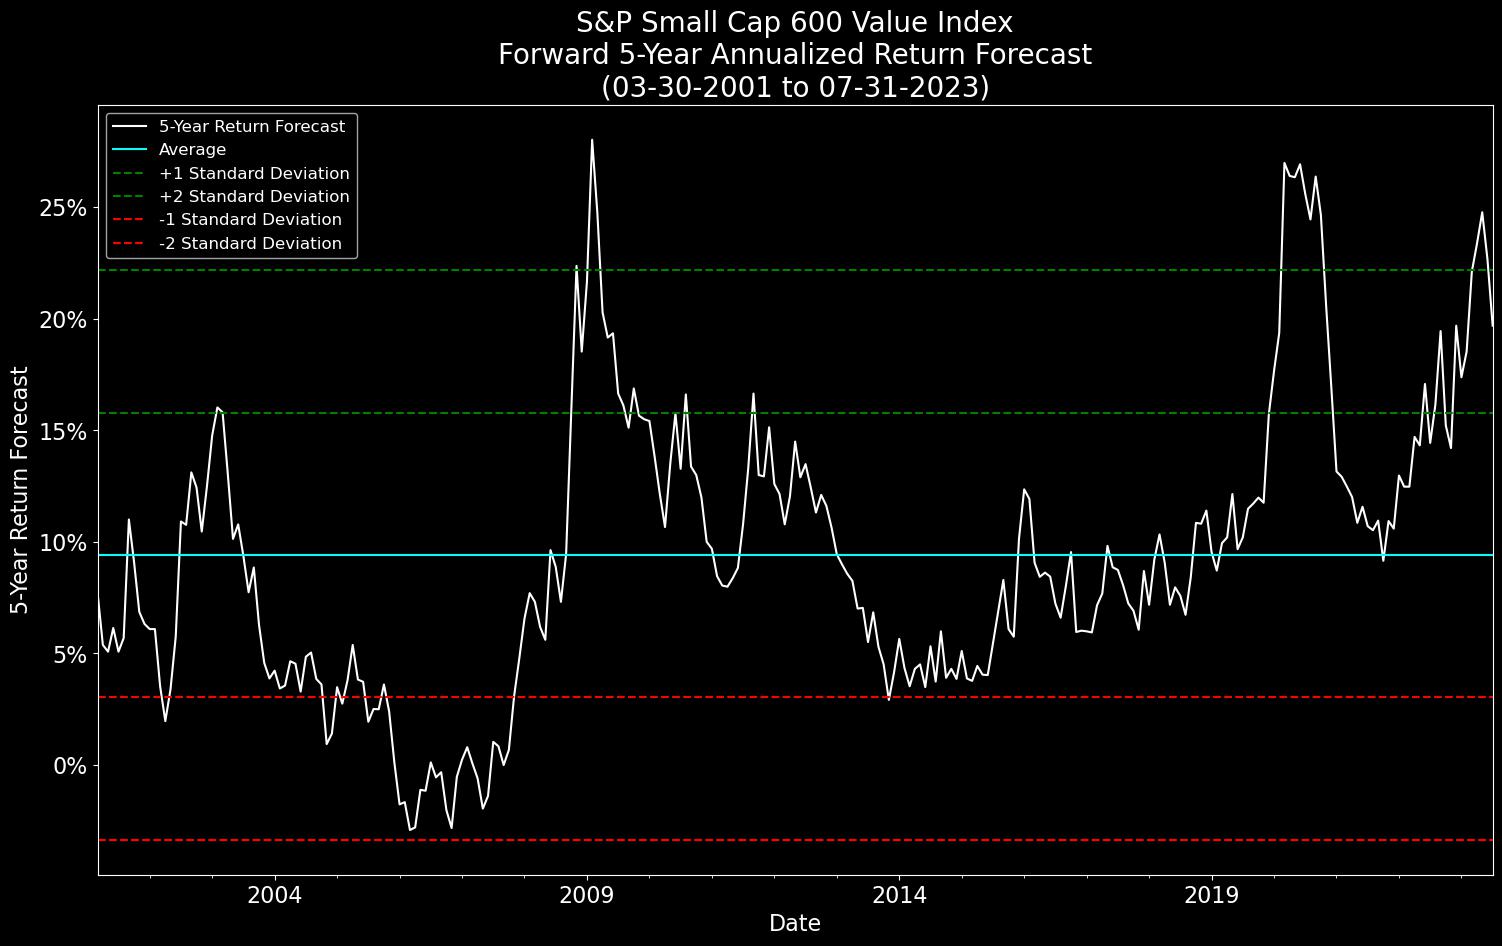 S&P Small Cap 600 Value Index
Forward 5-Year Annualized Return Forecast
(03-30-2001 to 07-31-2023)
5-Year Return Forecast
Average
+1 Standard Deviation
+2 Standard Deviation
-1 Standard Deviation
-2 Standard Deviation
25%
20%
15%
10%
5%
0%
5-Year Return Forecast
2004 2009 2014 2019
Date